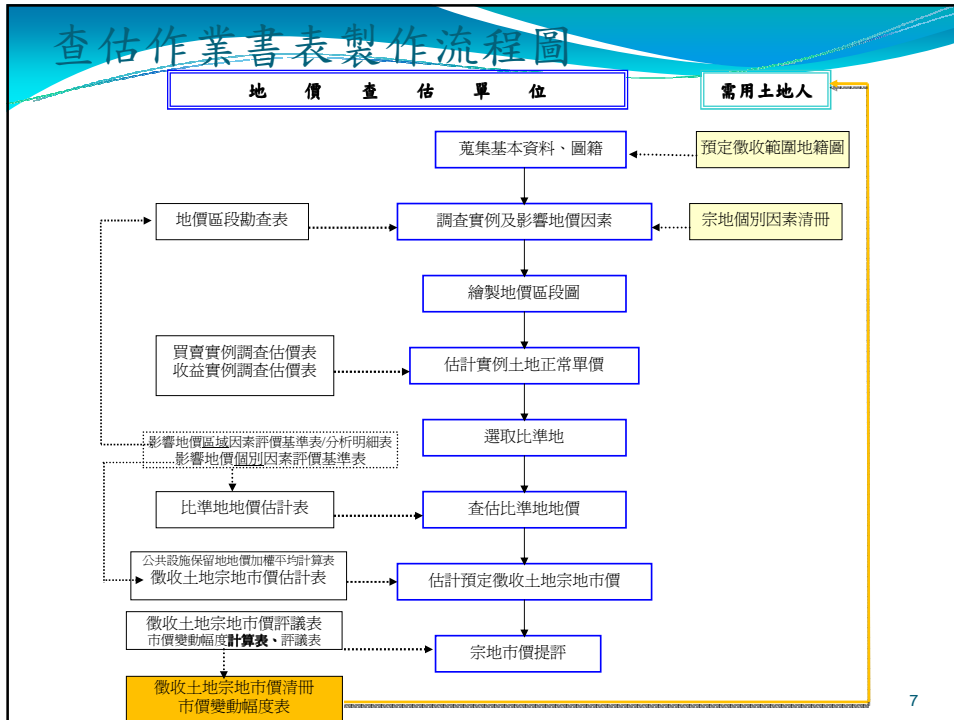 查估作業書表製作流程圖
地價查估單位
需用土地人
蒐集基本資料、圖籍
預定徵收範圍地籍圖
地價區段勘查表
調查實例及影響地價因素
宗地個別因素清冊
繪製地價區段圖
買賣實例調查估價表
收益實例調查估價表
估計實例土地正常單價
選取比準地
影響地價區域因素評價基準表/分析明細表
影響地價個別因素評價基準表
比準地地價估計表
查估比準地地價
公共設施保留地地價加權平均計算表
徵收土地宗地市價估計表
估計預定徵收土地宗地市價
徵收土地宗地市價評議表
市價變動幅度計算表、評議表
宗地市價提評
徵收土地宗地市價清冊
市價變動幅度表
7